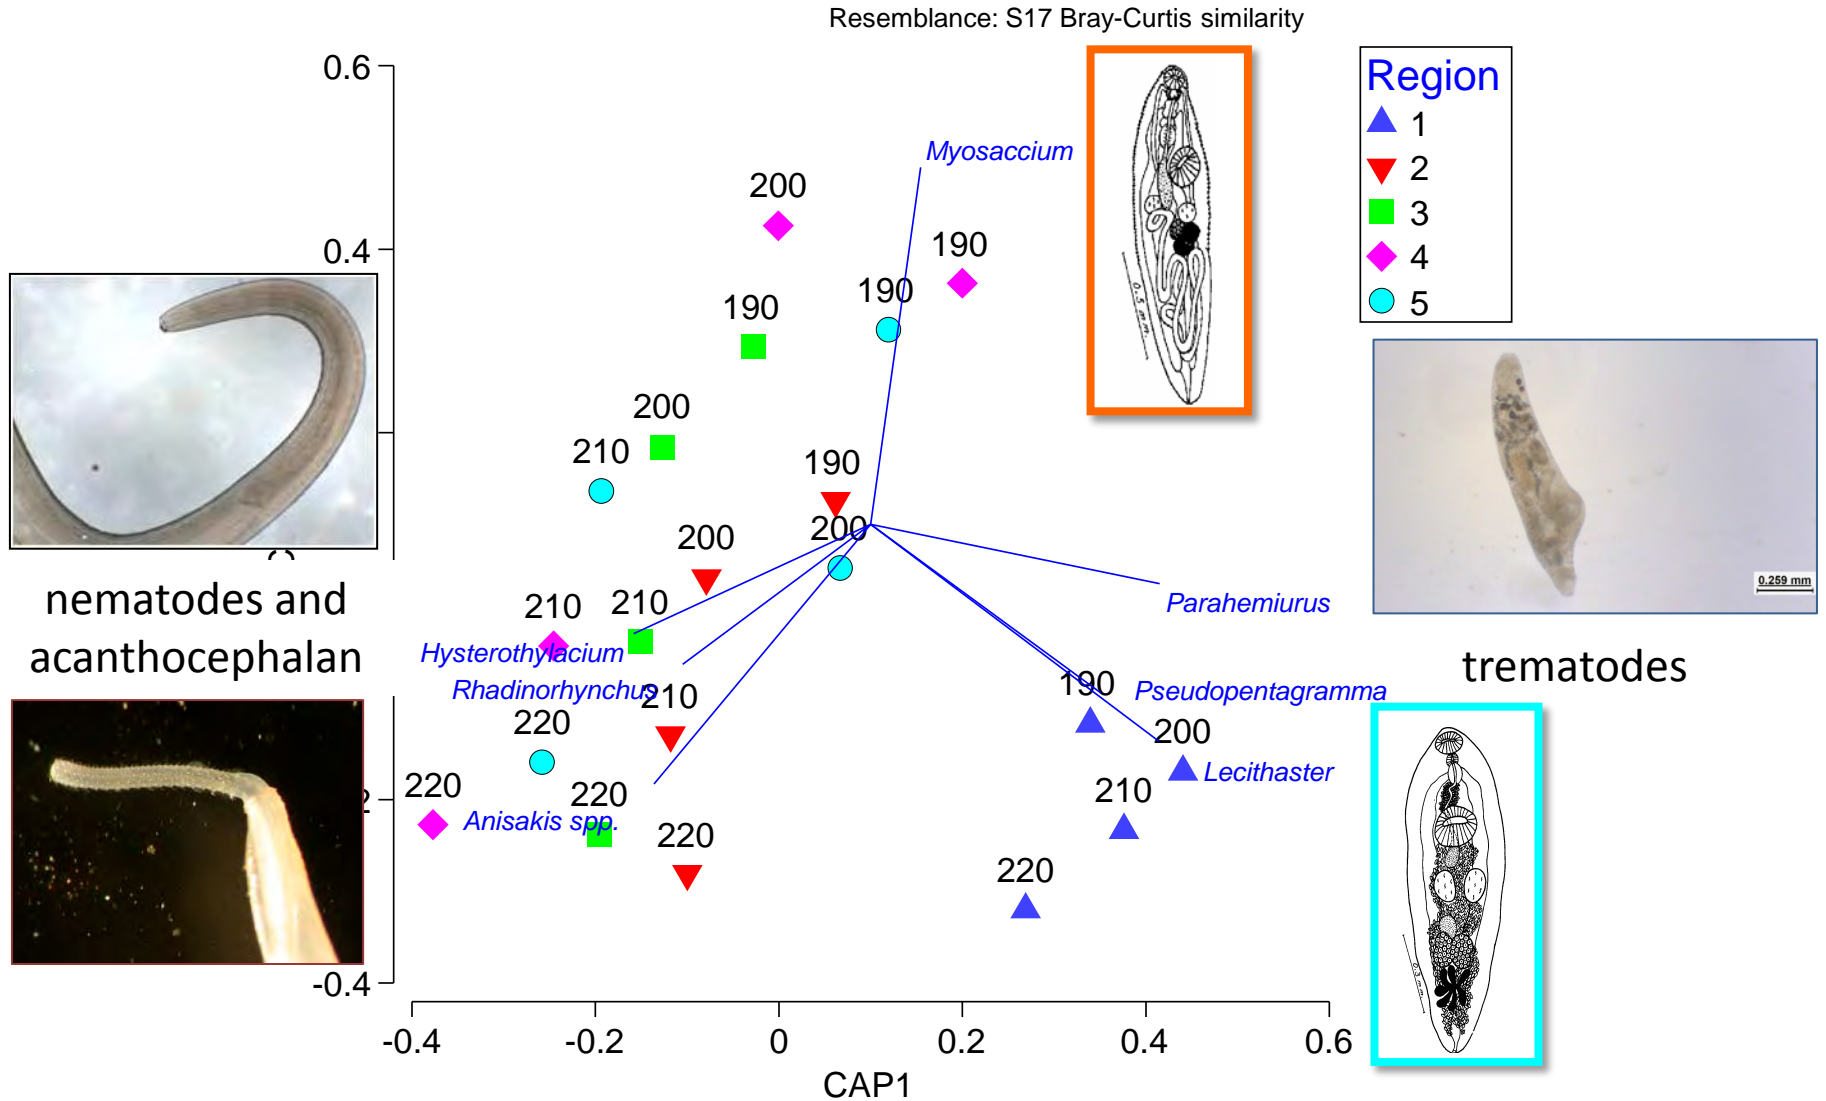 Resemblance: S17 Bray-Curtis similarity
0.6
0.4
-0.4
-0.4
-0.2
0
0.2
0.4
0.6
CAP1
Region
1
2
3
4
5
Myosaccium
200
190
190
190
200
210
190
200
200
210
210
Hysterothylacium
Rhadinorhynchus
210
220
220
220
Anisakis spp.
220
Parahemiurus
190
Pseudopentagramma
200
Lecithaster
210
220
nematodes and
acanthocephalan
trematodes
0.5 mm.
0.259 mm